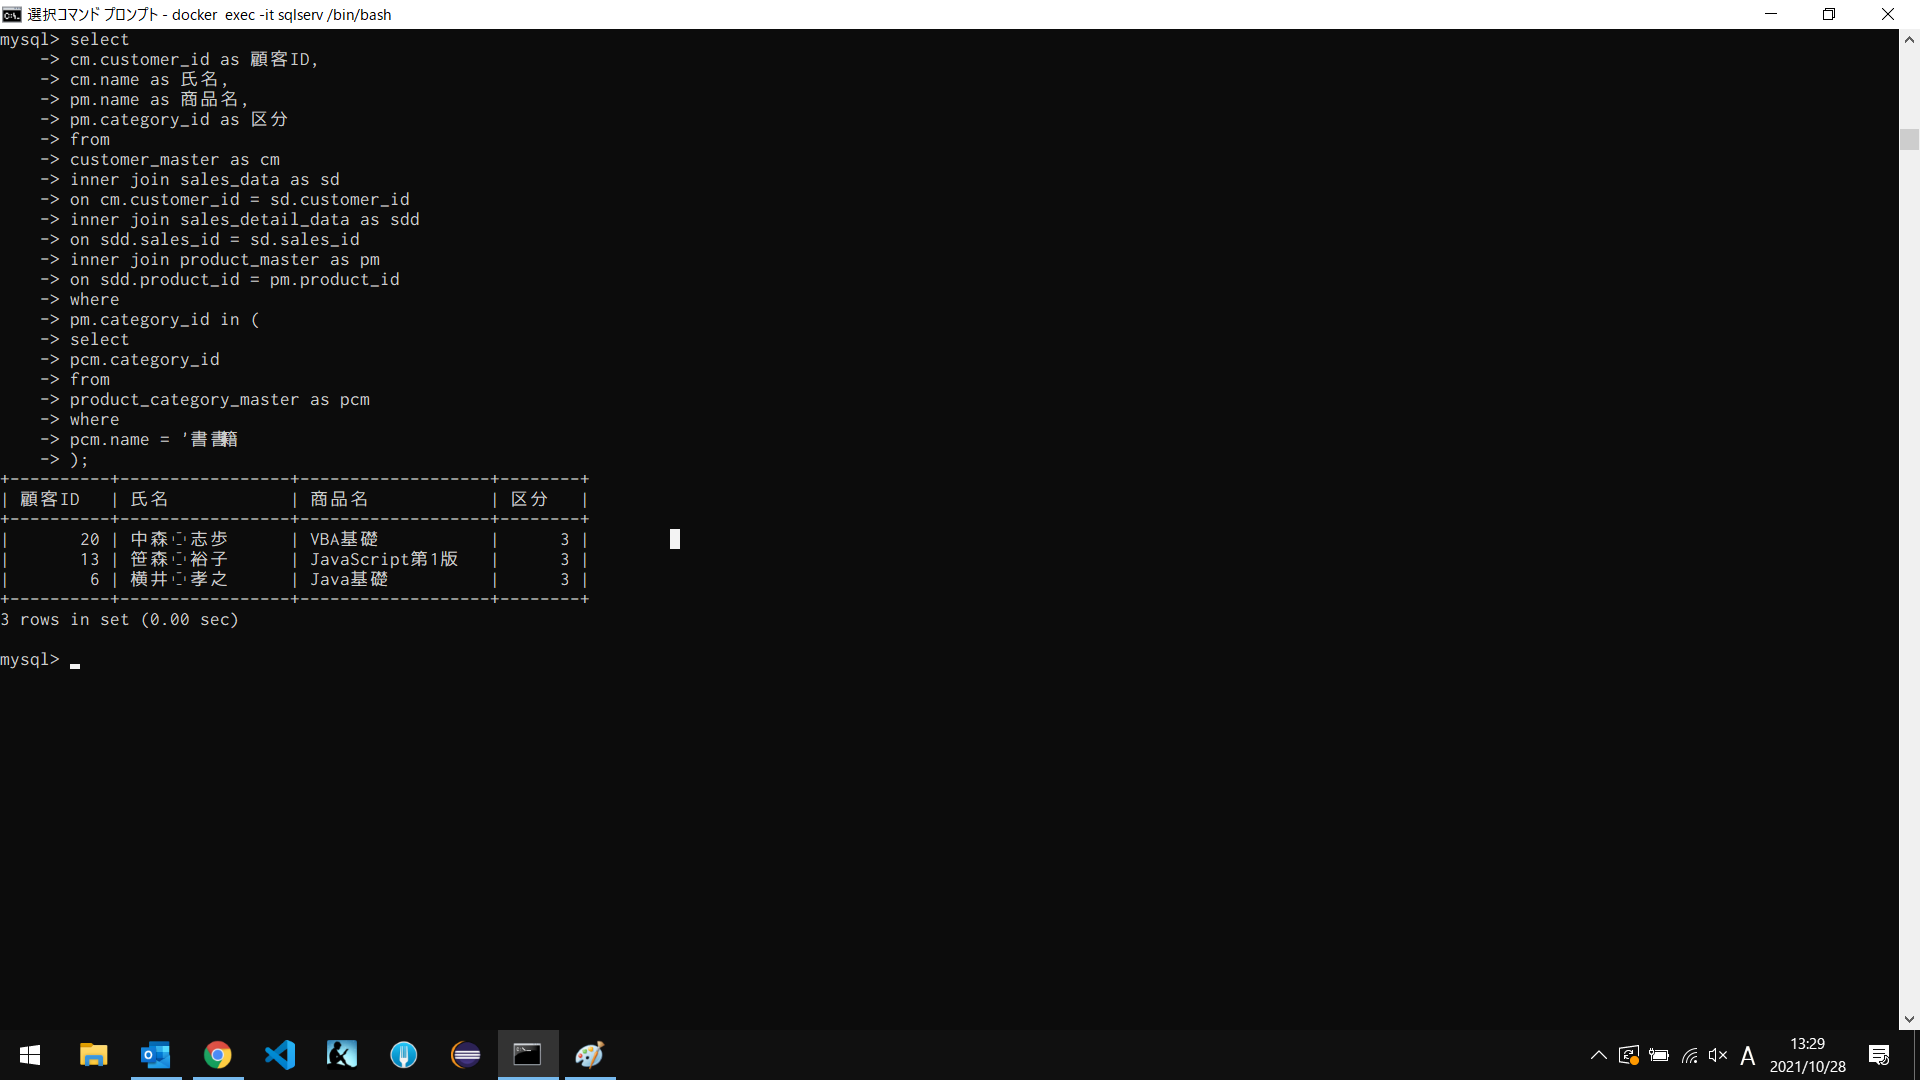 選択コマンド プロンプト - docker  exec -it sqlserv /bin/bash
mysql> select
    -> cm.customer_id as 顧客ID,
    -> cm.name as 氏名,
    -> pm.name as 商品名,
    -> pm.category_id as 区分
    -> from
    -> customer_master as cm
    -> inner join sales_data as sd
    -> on cm.customer_id = sd.customer_id
    -> inner join sales_detail_data as sdd
    -> on sdd.sales_id = sd.sales_id
    -> inner join product_master as pm
    -> on sdd.product_id = pm.product_id
    -> where
    -> pm.category_id in (
    -> select
    -> pcm.category_id
    -> from
    -> product_category_master as pcm
    -> where
    -> pcm.name = '書書籍
    -> );
+----------+-----------------+-------------------+--------+
| 顧客ID   | 氏名            | 商品名            | 区分   |
+----------+-----------------+-------------------+--------+
|       20 | 中森 志歩      | VBA基礎           |      3 |
|       13 | 笹森 裕子      | JavaScript第1版   |      3 |
|        6 | 横井 孝之      | Java基礎          |      3 |
+----------+-----------------+-------------------+--------+
3 rows in set (0.00 sec)
mysql>
A
13:29
2021/10/28